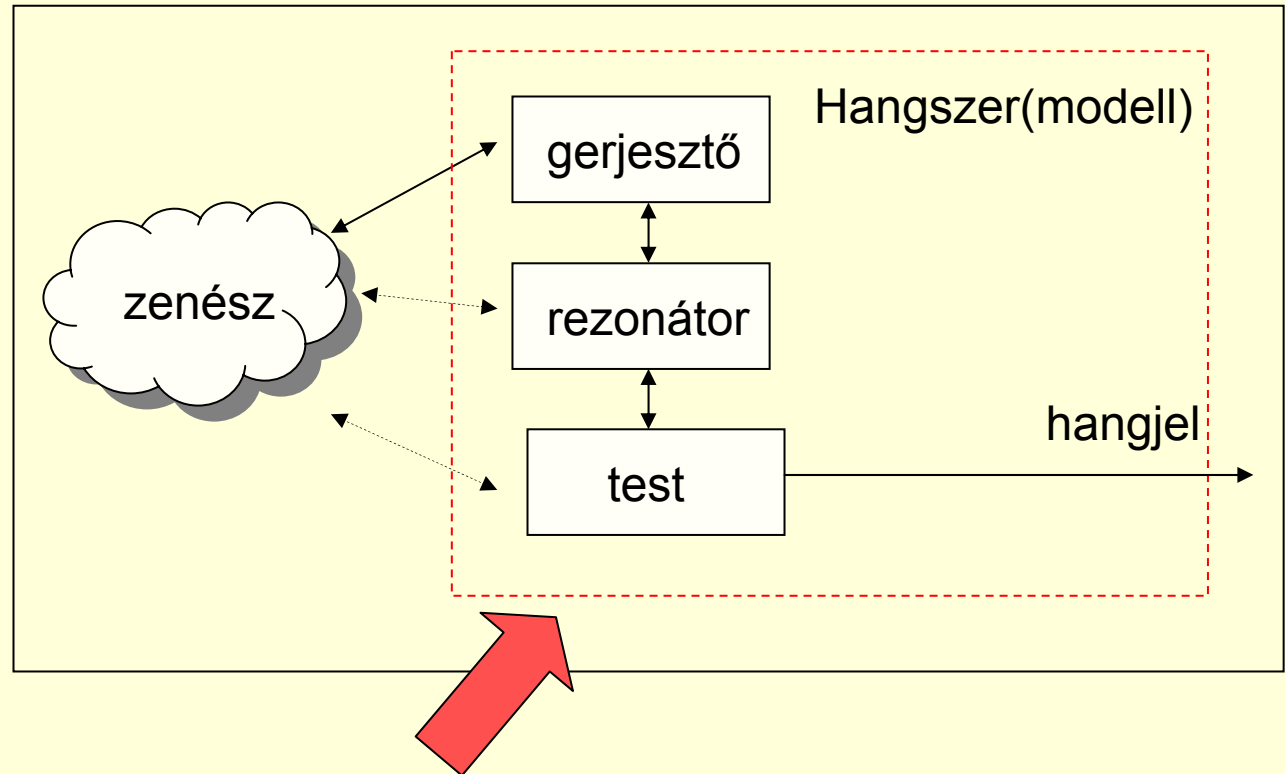 Hangszer(modell)
gerjesztő
zenész
rezonátor
hangjel
test